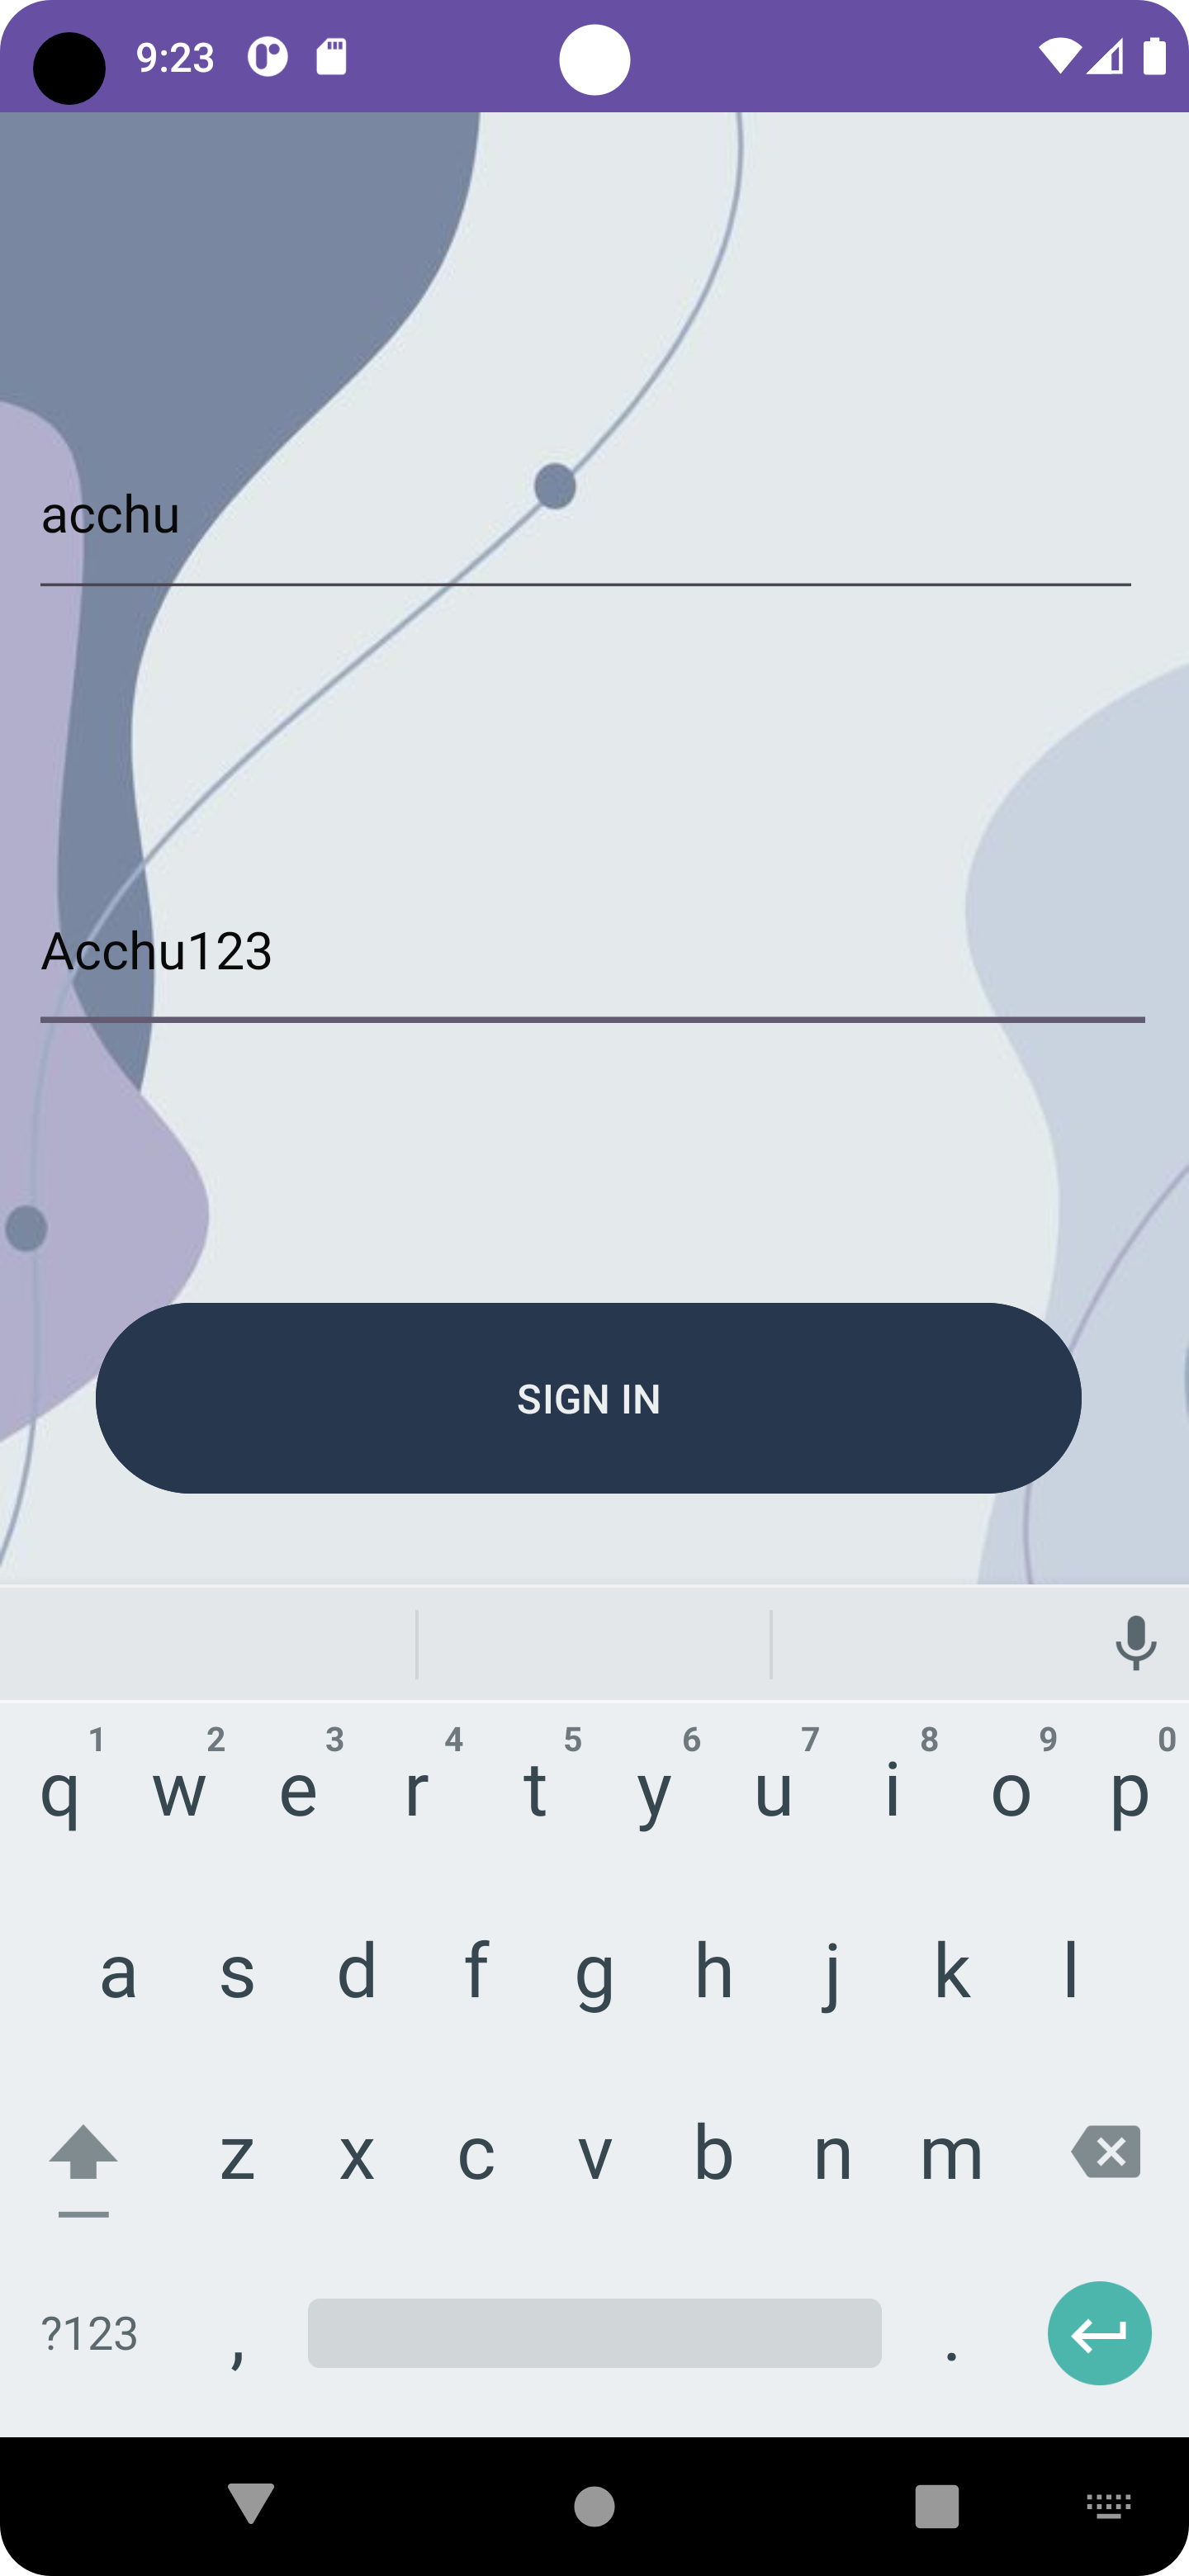 9:23
acchu
Acchu123
SIGN IN
1 2 3 4 5 6 7 8 9 0
q w e r t y u i o p
a s d f g h j k l
z x c v b n m
?123 , .